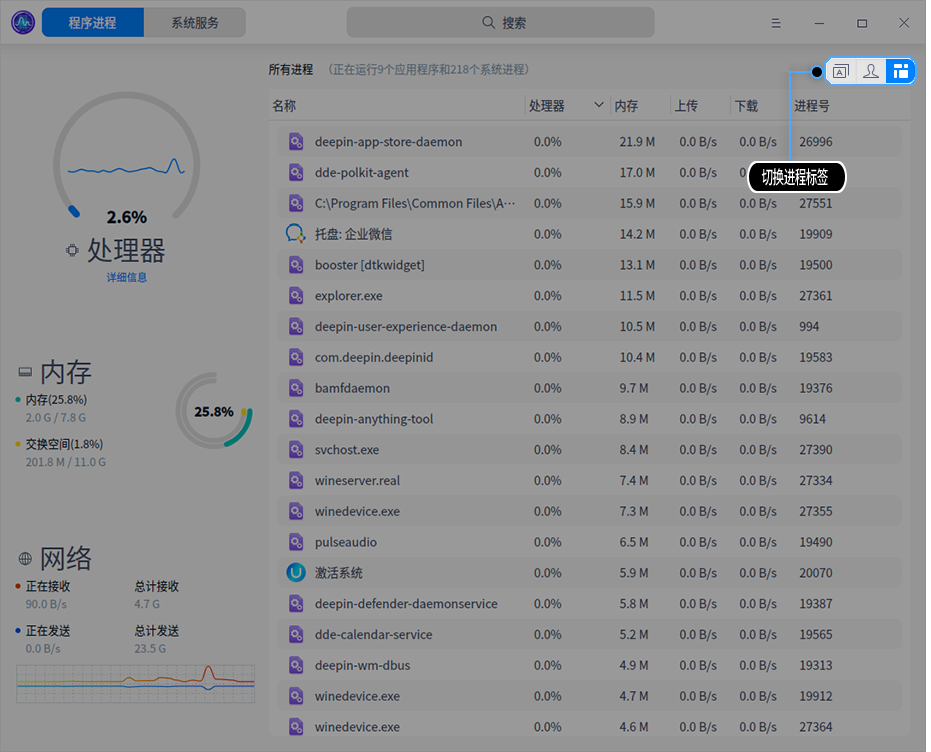 程序进程 系统服务 搜索
所有进程 （正在运行9个应用程序和218个系统进程）
名称 处理器 内存 上传 下载 进程号
deepin-app-store-daemon 0.0% 21.9 M 0.0 B/s 0.0 B/s 26996
dde-polkit-agent 0.0% 17.0 M 0.0 B/s
切换进程标签
C:\Program Files\Common Files\A··· 0.0% 15.9 M 0.0 B/s 0.0 B/s 27551
托盘: 企业微信 0.0% 14.2 M 0.0 B/s 0.0 B/s 19909
booster [dtkwidget] 0.0% 13.1 M 0.0 B/s 0.0 B/s 19500
explorer.exe 0.0% 11.5 M 0.0 B/s 0.0 B/s 27361
deepin-user-experience-daemon 0.0% 10.5 M 0.0 B/s 0.0 B/s 994
com.deepin.deepinid 0.0% 10.4 M 0.0 B/s 0.0 B/s 19583
bamfdaemon 0.0% 9.7 M 0.0 B/s 0.0 B/s 19376
deepin-anything-tool 0.0% 8.9 M 0.0 B/s 0.0 B/s 9614
svchost.exe 0.0% 8.4 M 0.0 B/s 0.0 B/s 27390
wineserver.real 0.0% 7.4 M 0.0 B/s 0.0 B/s 27334
winedevice.exe 0.0% 7.3 M 0.0 B/s 0.0 B/s 27355
pulseaudio 0.0% 6.5 M 0.0 B/s 0.0 B/s 19490
激活系统 0.0% 5.9 M 0.0 B/s 0.0 B/s 20070
deepin-defender-daemonservice 0.0% 5.8 M 0.0 B/s 0.0 B/s 19387
dde-calendar-service 0.0% 5.2 M 0.0 B/s 0.0 B/s 19565
deepin-wm-dbus 0.0% 4.9 M 0.0 B/s 0.0 B/s 19313
winedevice.exe 0.0% 4.7 M 0.0 B/s 0.0 B/s 19912
winedevice.exe 0.0% 4.6 M 0.0 B/s 0.0 B/s 27364
2.6%
处理器
详细信息
内存
内存(25.8%)
2.0 G / 7.8 G
25.8%
交换空间(1.8%)
201.8 M / 11.0 G
网络
正在接收 总计接收
90.0 B/s 4.7 G
正在发送 总计发送
0.0 B/s 23.5 G